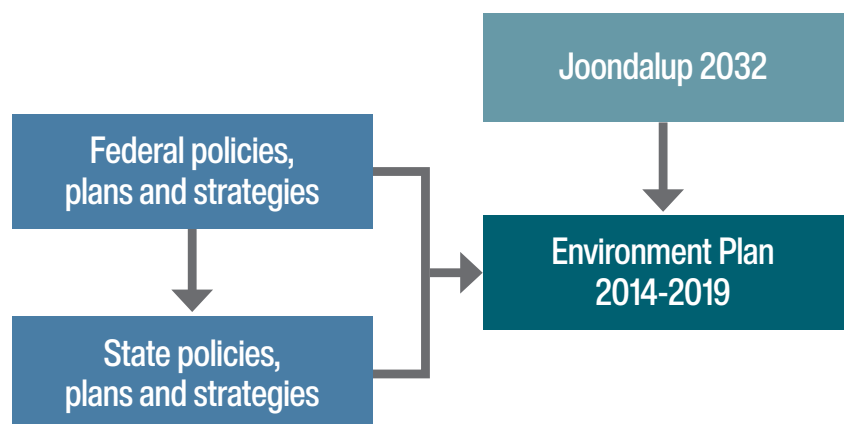 Joondalup 2032
Federal policies,
plans and strategies
Environment Plan
2014-2019
State policies,
plans and strategies